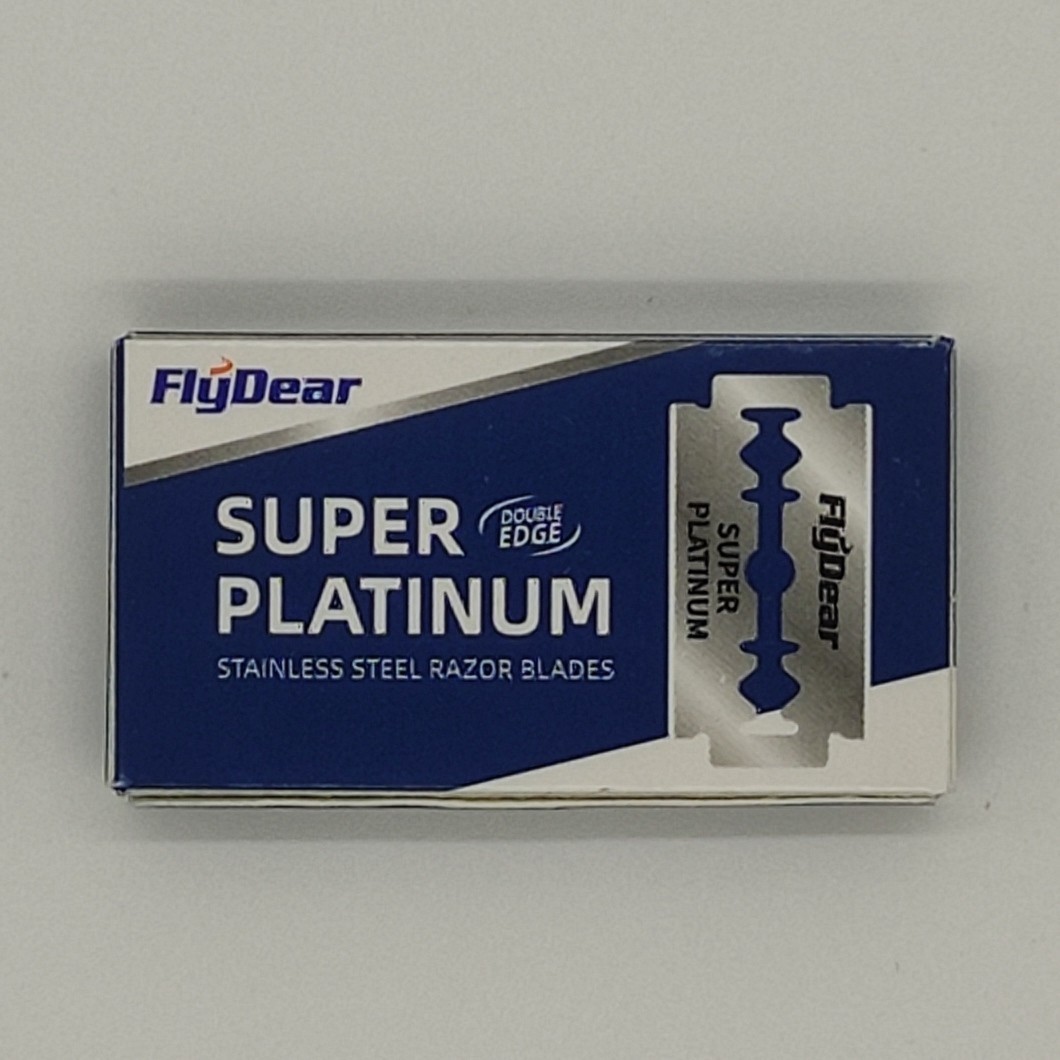 FlyDear
SUPER
DOUBLE
EDGE
PLATINUM
STAINLESS STEEL RAZOR BLADES
FlyDear
SUPER
PLATINUM